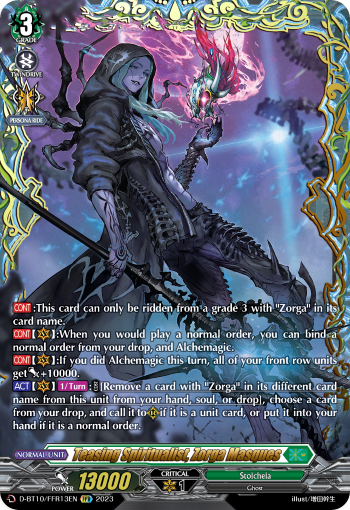 3
GRADE
TWINDRIVE
PERSONA RIDE
CONT:This card can only be ridden from a grade 3 with "Zorga" in its
card name.
CONT【】:When you would play a normal order, you can bind a
normal order from your drop, and Alchemagic.
CONT【】:If you did Alchemagic this turn, all of your front row units
get +10000.
ACT【】1/Turn:[Remove a card with "Zorga" in its different card
name from this unit from your hand, soul, or drop], choose a card
from your drop, and call it to if it is a unit card, or put it into your
hand if it is a normal order.
NORMAL UNIT Teasing Spiritualist, Zorga Masques
POWER 13000 CRITICAL 1 Stoicheia
Ghost
D-BT10/FFR13EN 2023 illust/増田幹生